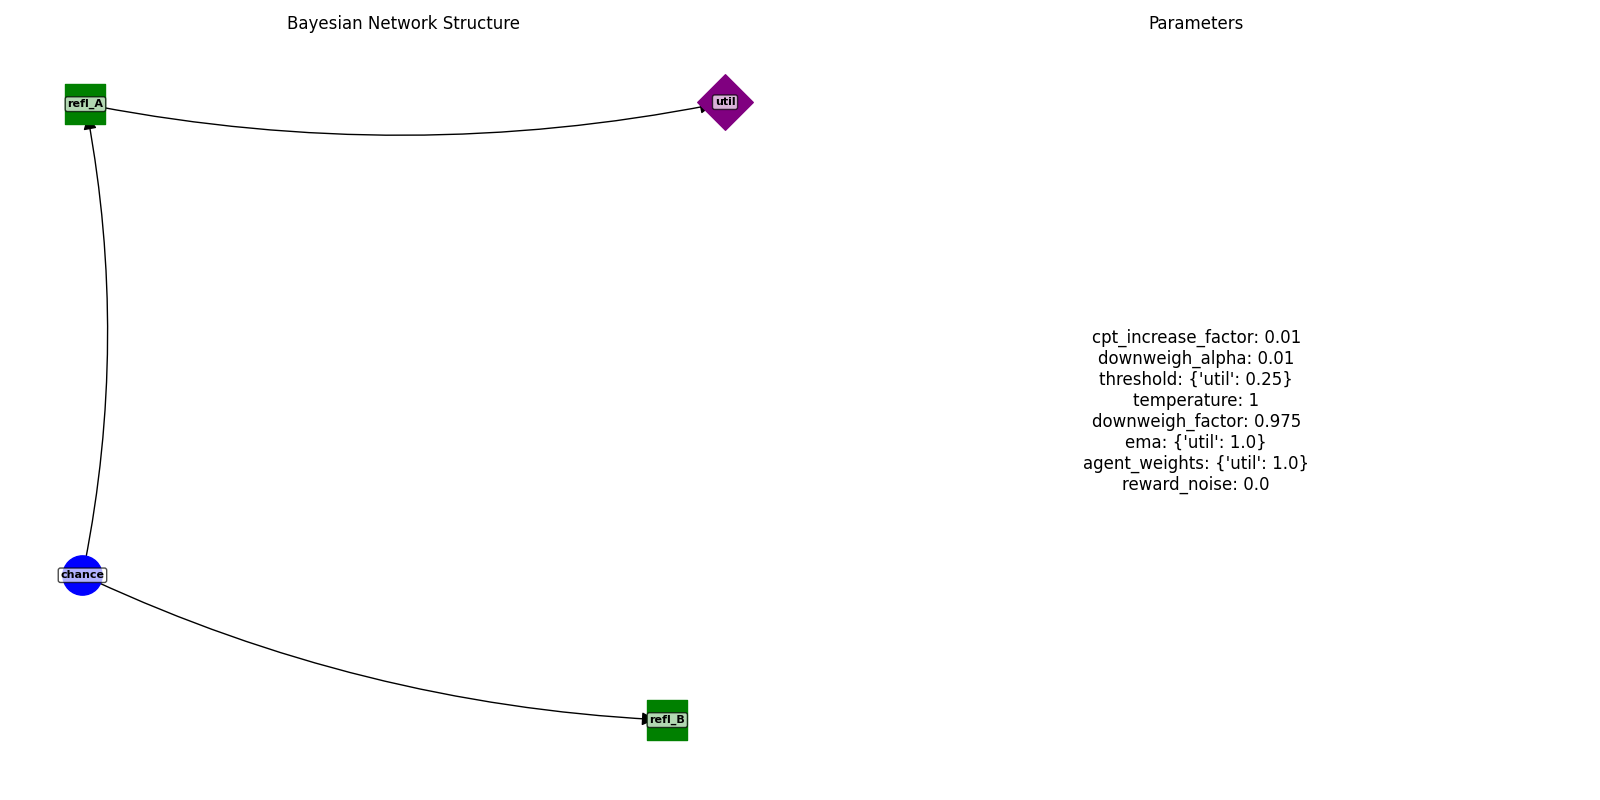 Bayesian Network Structure
refl_A
util
chance
refl_B
Parameters
cpt_increase_factor: 0.01
downweigh_alpha: 0.01
threshold: {'util': 0.25}
temperature: 1
downweigh_factor: 0.975
ema: {'util': 1.0}
agent_weights: {'util': 1.0}
reward_noise: 0.0